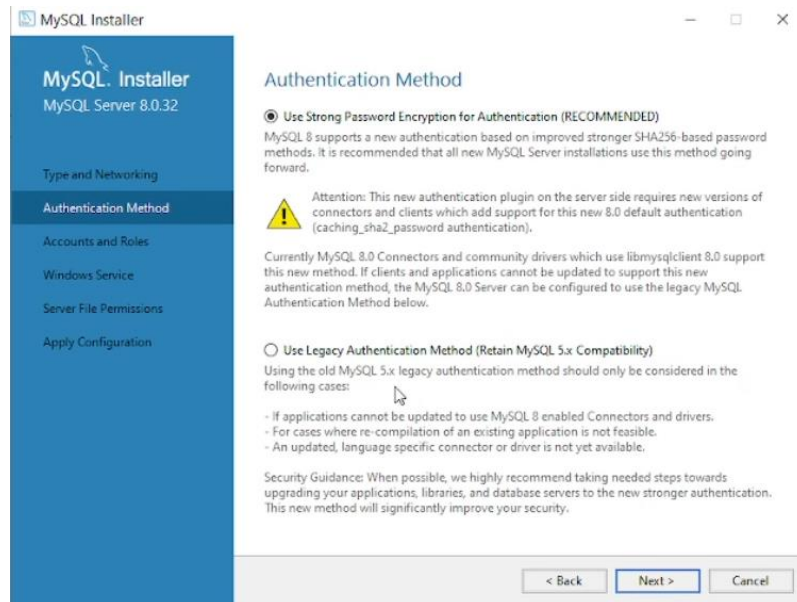 MySQL Installer
MySQL. Installer
MySQL Server 8.0.32
Type and Networking
Authentication Method
Accounts and Roles
Windows Service
Server File Permissions
Apply Configuration
Authentication Method
Use Strong Password Encryption for Authentication (RECOMMENDED)
MySQL 8 supports a new authentication based on improved stronger SHA256-based password
methods. It is recommended that all new MySQL Server installations use this method going
forward.
Attention: This new authentication plugin on the server side requires new versions of
connectors and clients which add support for this new 8.0 default authentication
(caching_sha2_password authentication).
Currently MySQL 8.0 Connectors and community drivers which use libmysqlclient 8.0 support
this new method. If clients and applications cannot be updated to support this new
authentication method, the MySQL 8.0 Server can be configured to use the legacy MySQL
Authentication Method below.
Use Legacy Authentication Method (Retain MySQL 5.x Compatibility)
Using the old MySQL 5.x legacy authentication method should only be considered in the
following cases:
- If applications cannot be updated to use MySQL 8 enabled Connectors and drivers.
- For cases where re-compilation of an existing application is not feasible.
- An updated, language specific connector or driver is not yet available.
Security Guidance: When possible, we highly recommend taking needed steps towards
upgrading your applications, libraries, and database servers to the new stronger authentication.
This new method will significantly improve your security.
< Back
Next >
Cancel